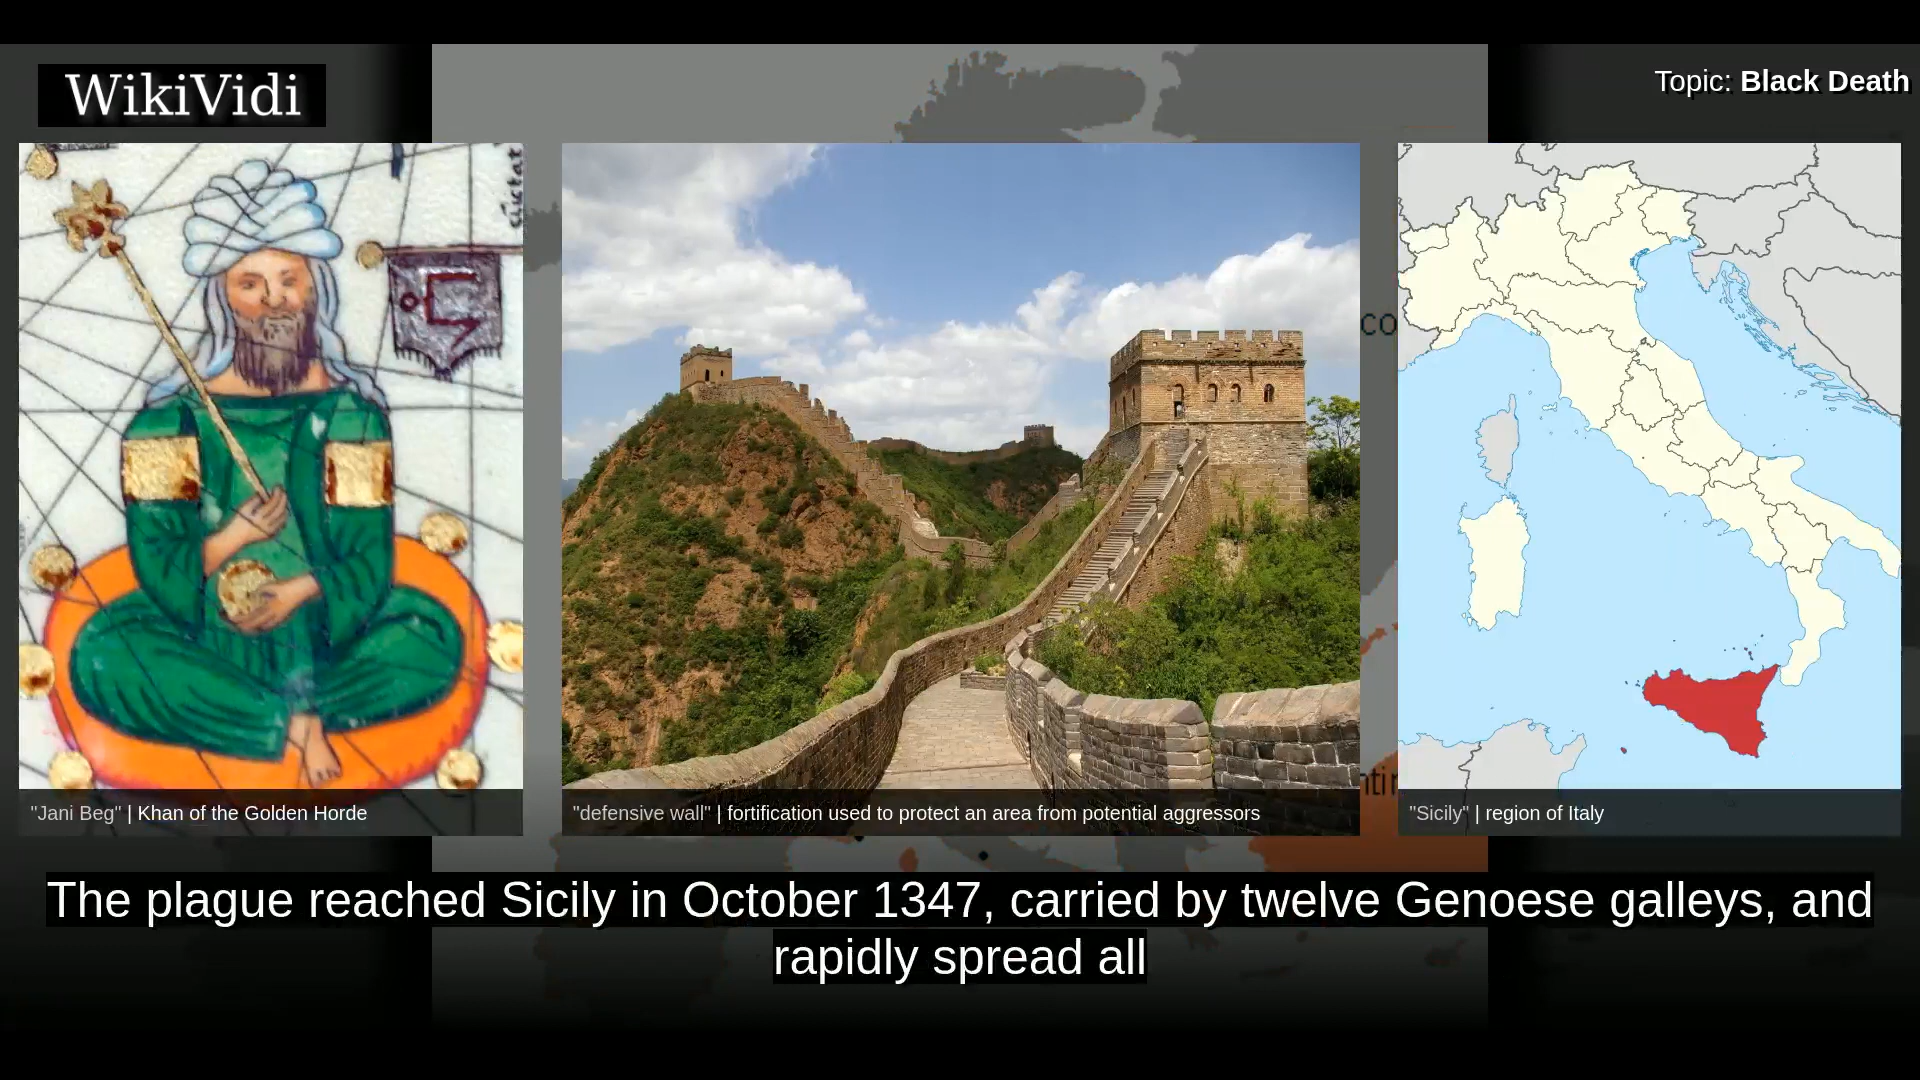 WikiVidi
Topic: Black Death
"Jani Beg" | Khan of the Golden Horde
"defensive wall" | fortification used to protect an area from potential aggressors
"Sicily" | region of Italy
The plague reached Sicily in October 1347, carried by twelve Genoese galleys, and
rapidly spread all